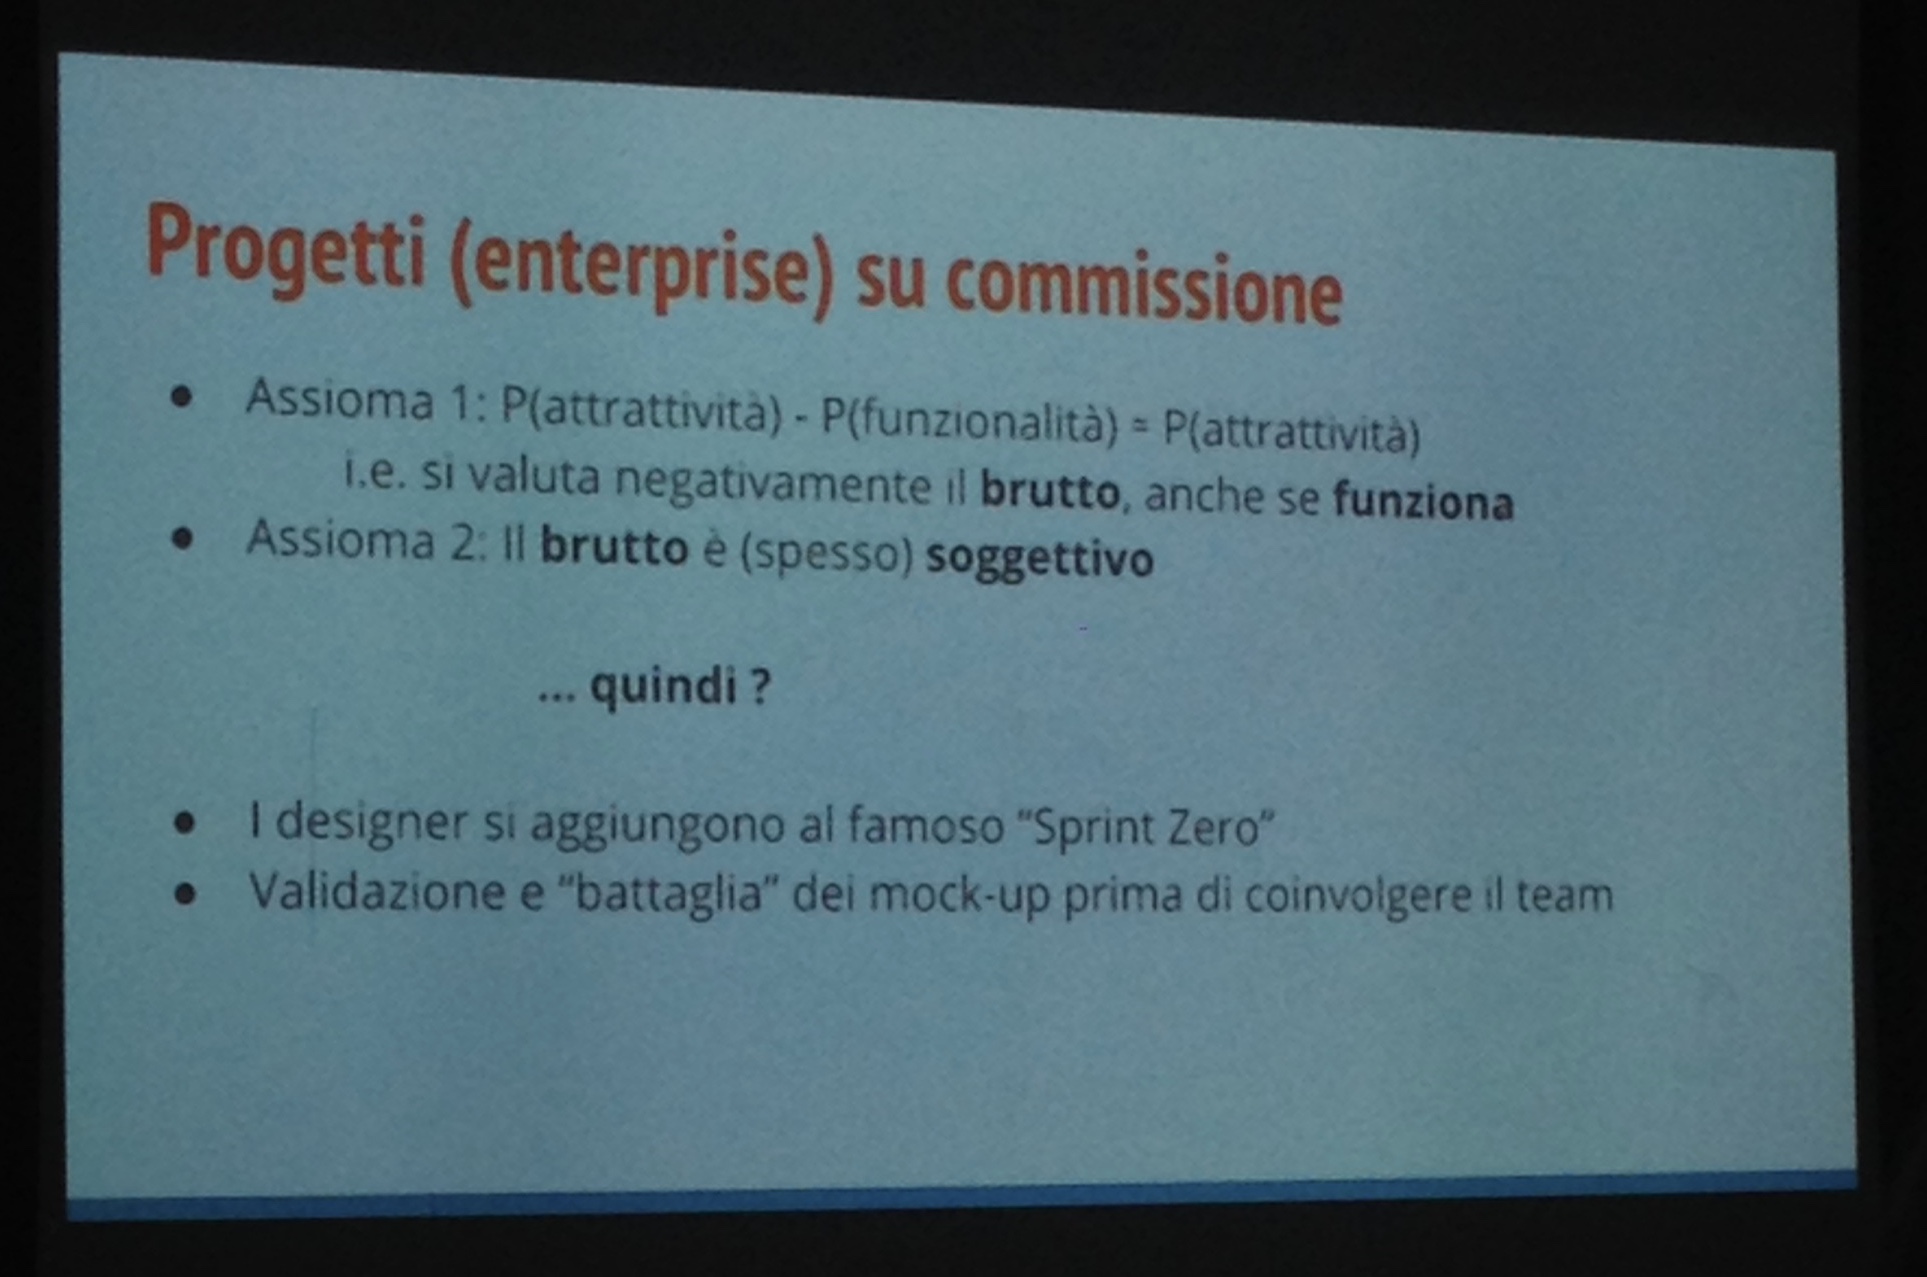 Progetti (enterprise) su commissione
● Assioma 1: P(attrattività) - P(funzionalità) = P(attrattività)
i.e. si valuta negativamente il brutto, anche se funziona
● Assioma 2: Il brutto è (spesso) soggettivo
... quindi ?
● I designer si aggiungono al famoso “Sprint Zero”
● Validazione e “battaglia” dei mock-up prima di coinvolgere il team